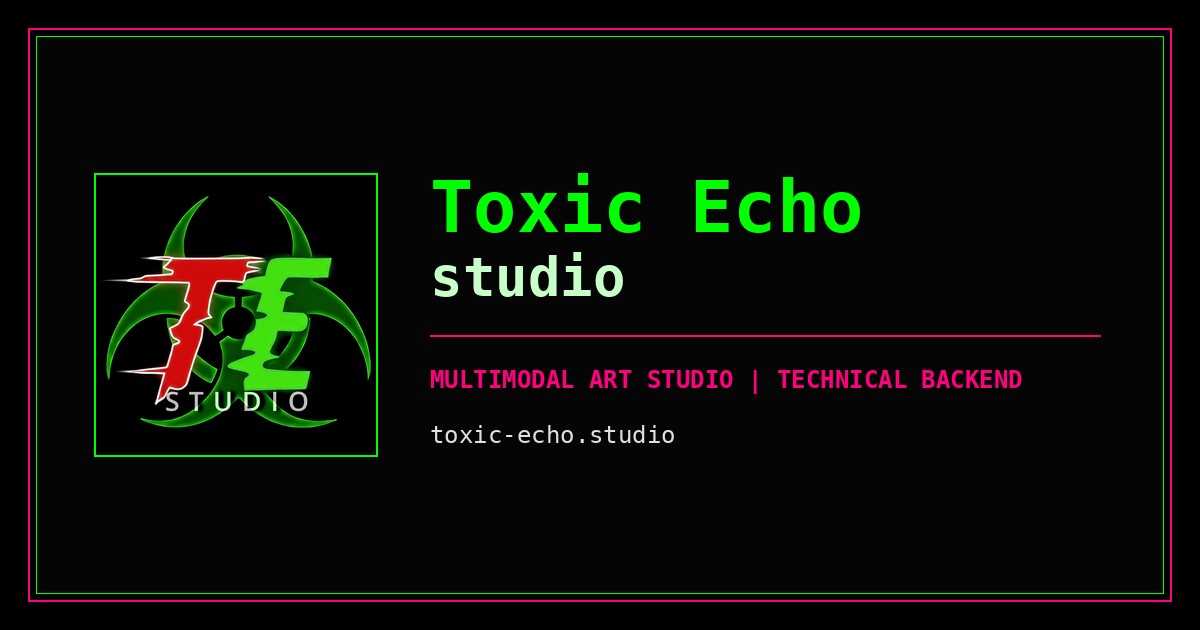 TE
STUDIO
Toxic Echo
studio
MULTIMODAL ART STUDIO | TECHNICAL BACKEND
toxic-echo.studio